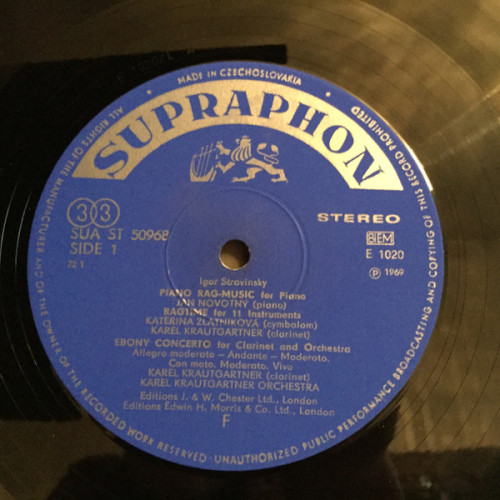 MADE IN CZECHOSLOVAKIA
SUPRAPHON
ALL RIGHTS OF THE MANUFACTURER AND OF THE OWNER OF THE RECORDED WORK RESERVED · UNAUTHORIZED PUBLIC PERFORMANCE BROADCASTING AND COPYING OF THIS RECORD PROHIBITED
33
SUA ST 50968
SIDE 1
72 1
STEREO
BIEM
E 1020
℗ 1969
Igor Stravinsky
PIANO RAG-MUSIC for Piano
JAN NOVOTNÝ (piano)
RAGTIME for 11 Instruments
KATEŘINA ZLATNÍKOVÁ (cymbalom)
KAREL KRAUTGARTNER (clarinet)
EBONY CONCERTO for Clarinet and Orchestra
Allegro moderato – Andante – Moderato.
Con moto. Moderato. Vivo
KAREL KRAUTGARTNER (clarinet)
KAREL KRAUTGARTNER ORCHESTRA
Editions J. & W. Chester Ltd., London
Editions Edwin H. Morris & Co. Ltd., London
F